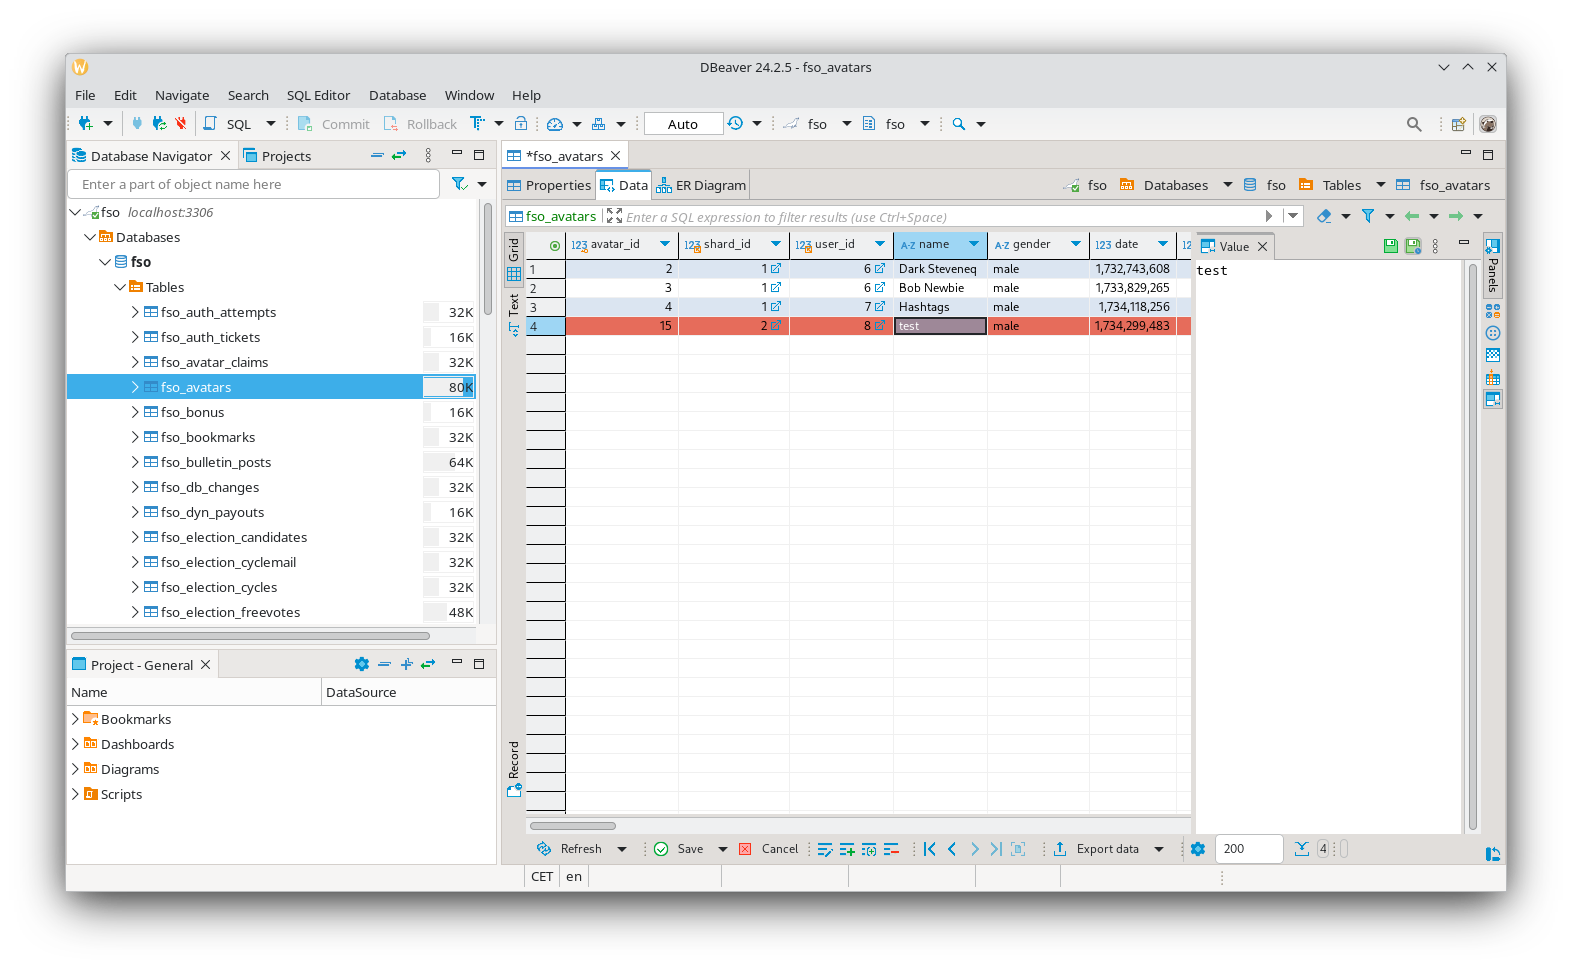 DBeaver 24.2.5 - fso_avatars
File Edit Navigate Search SQL Editor Database Window Help
SQL Commit Rollback Auto fso fso
Database Navigator Projects
Enter a part of object name here
fso localhost:3306
Databases
fso
Tables
fso_auth_attempts 32K
fso_auth_tickets 16K
fso_avatar_claims 32K
fso_avatars 80K
fso_bonus 16K
fso_bookmarks 32K
fso_bulletin_posts 64K
fso_db_changes 32K
fso_dyn_payouts 16K
fso_election_candidates 32K
fso_election_cyclemail 32K
fso_election_cycles 32K
fso_election_freevotes 48K
Project - General
Name DataSource
Bookmarks
Dashboards
Diagrams
Scripts
*fso_avatars
Properties Data ER Diagram fso Databases fso Tables fso_avatars
fso_avatars Enter a SQL expression to filter results (use Ctrl+Space)
Grid
Text
Record
123 avatar_id 123 shard_id 123 user_id A-Z name A-Z gender 123 date 123
1 2 1 6 Dark Steveneq male 1,732,743,608
2 3 1 6 Bob Newbie male 1,733,829,265
3 4 1 7 Hashtags male 1,734,118,256
4 15 2 8 test male 1,734,299,483
Value
test
Panels
Refresh Save Cancel Export data 200 4
CET en